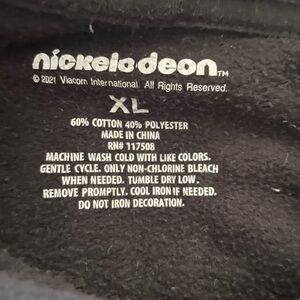 nickelodeon™
© 2021 Viacom International. All Rights Reserved.
XL
60% COTTON 40% POLYESTER
MADE IN CHINA
RN# 117508
MACHINE WASH COLD WITH LIKE COLORS.
GENTLE CYCLE. ONLY NON-CHLORINE BLEACH
WHEN NEEDED. TUMBLE DRY LOW.
REMOVE PROMPTLY. COOL IRON IF NEEDED.
DO NOT IRON DECORATION.